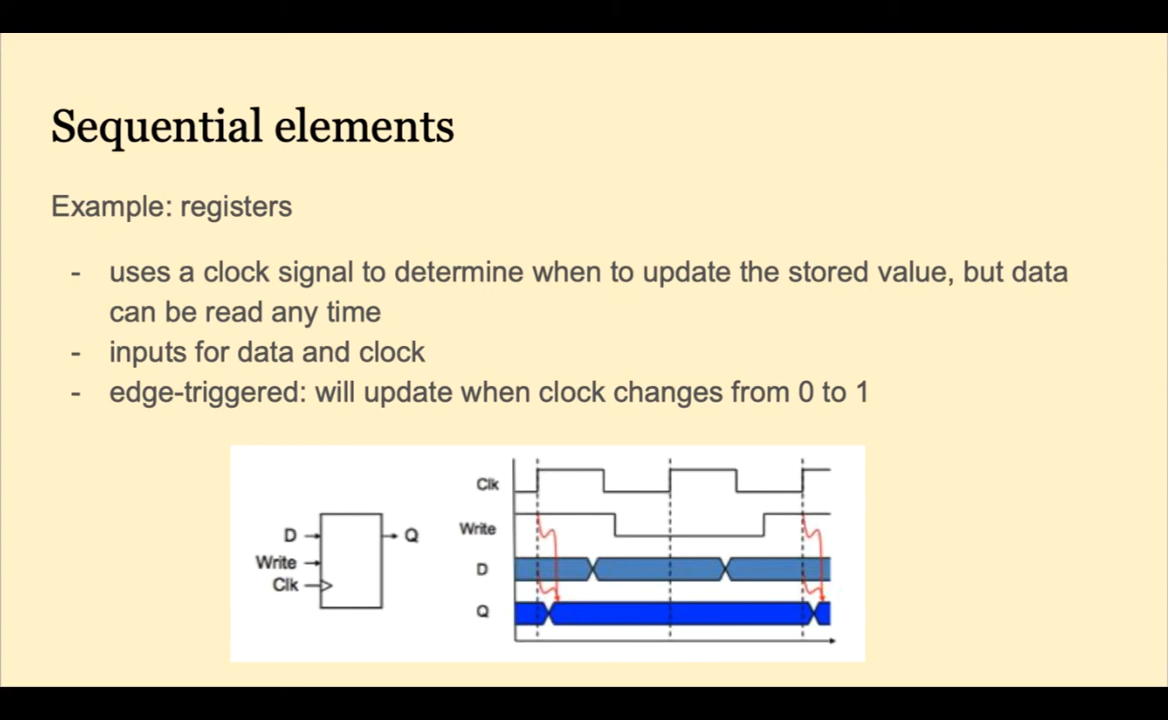 Sequential elements
Example: registers
- uses a clock signal to determine when to update the stored value, but data
can be read any time
- inputs for data and clock
- edge-triggered: will update when clock changes from 0 to 1
Clk
Write
D
Q
D
Q
Write
Clk